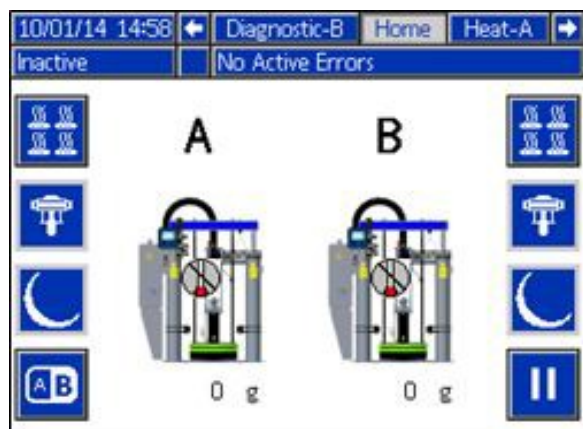 10/01/14 14:58 Diagnostic-B Home Heat-A
Inactive No Active Errors
A B
A B
0 g 0 g